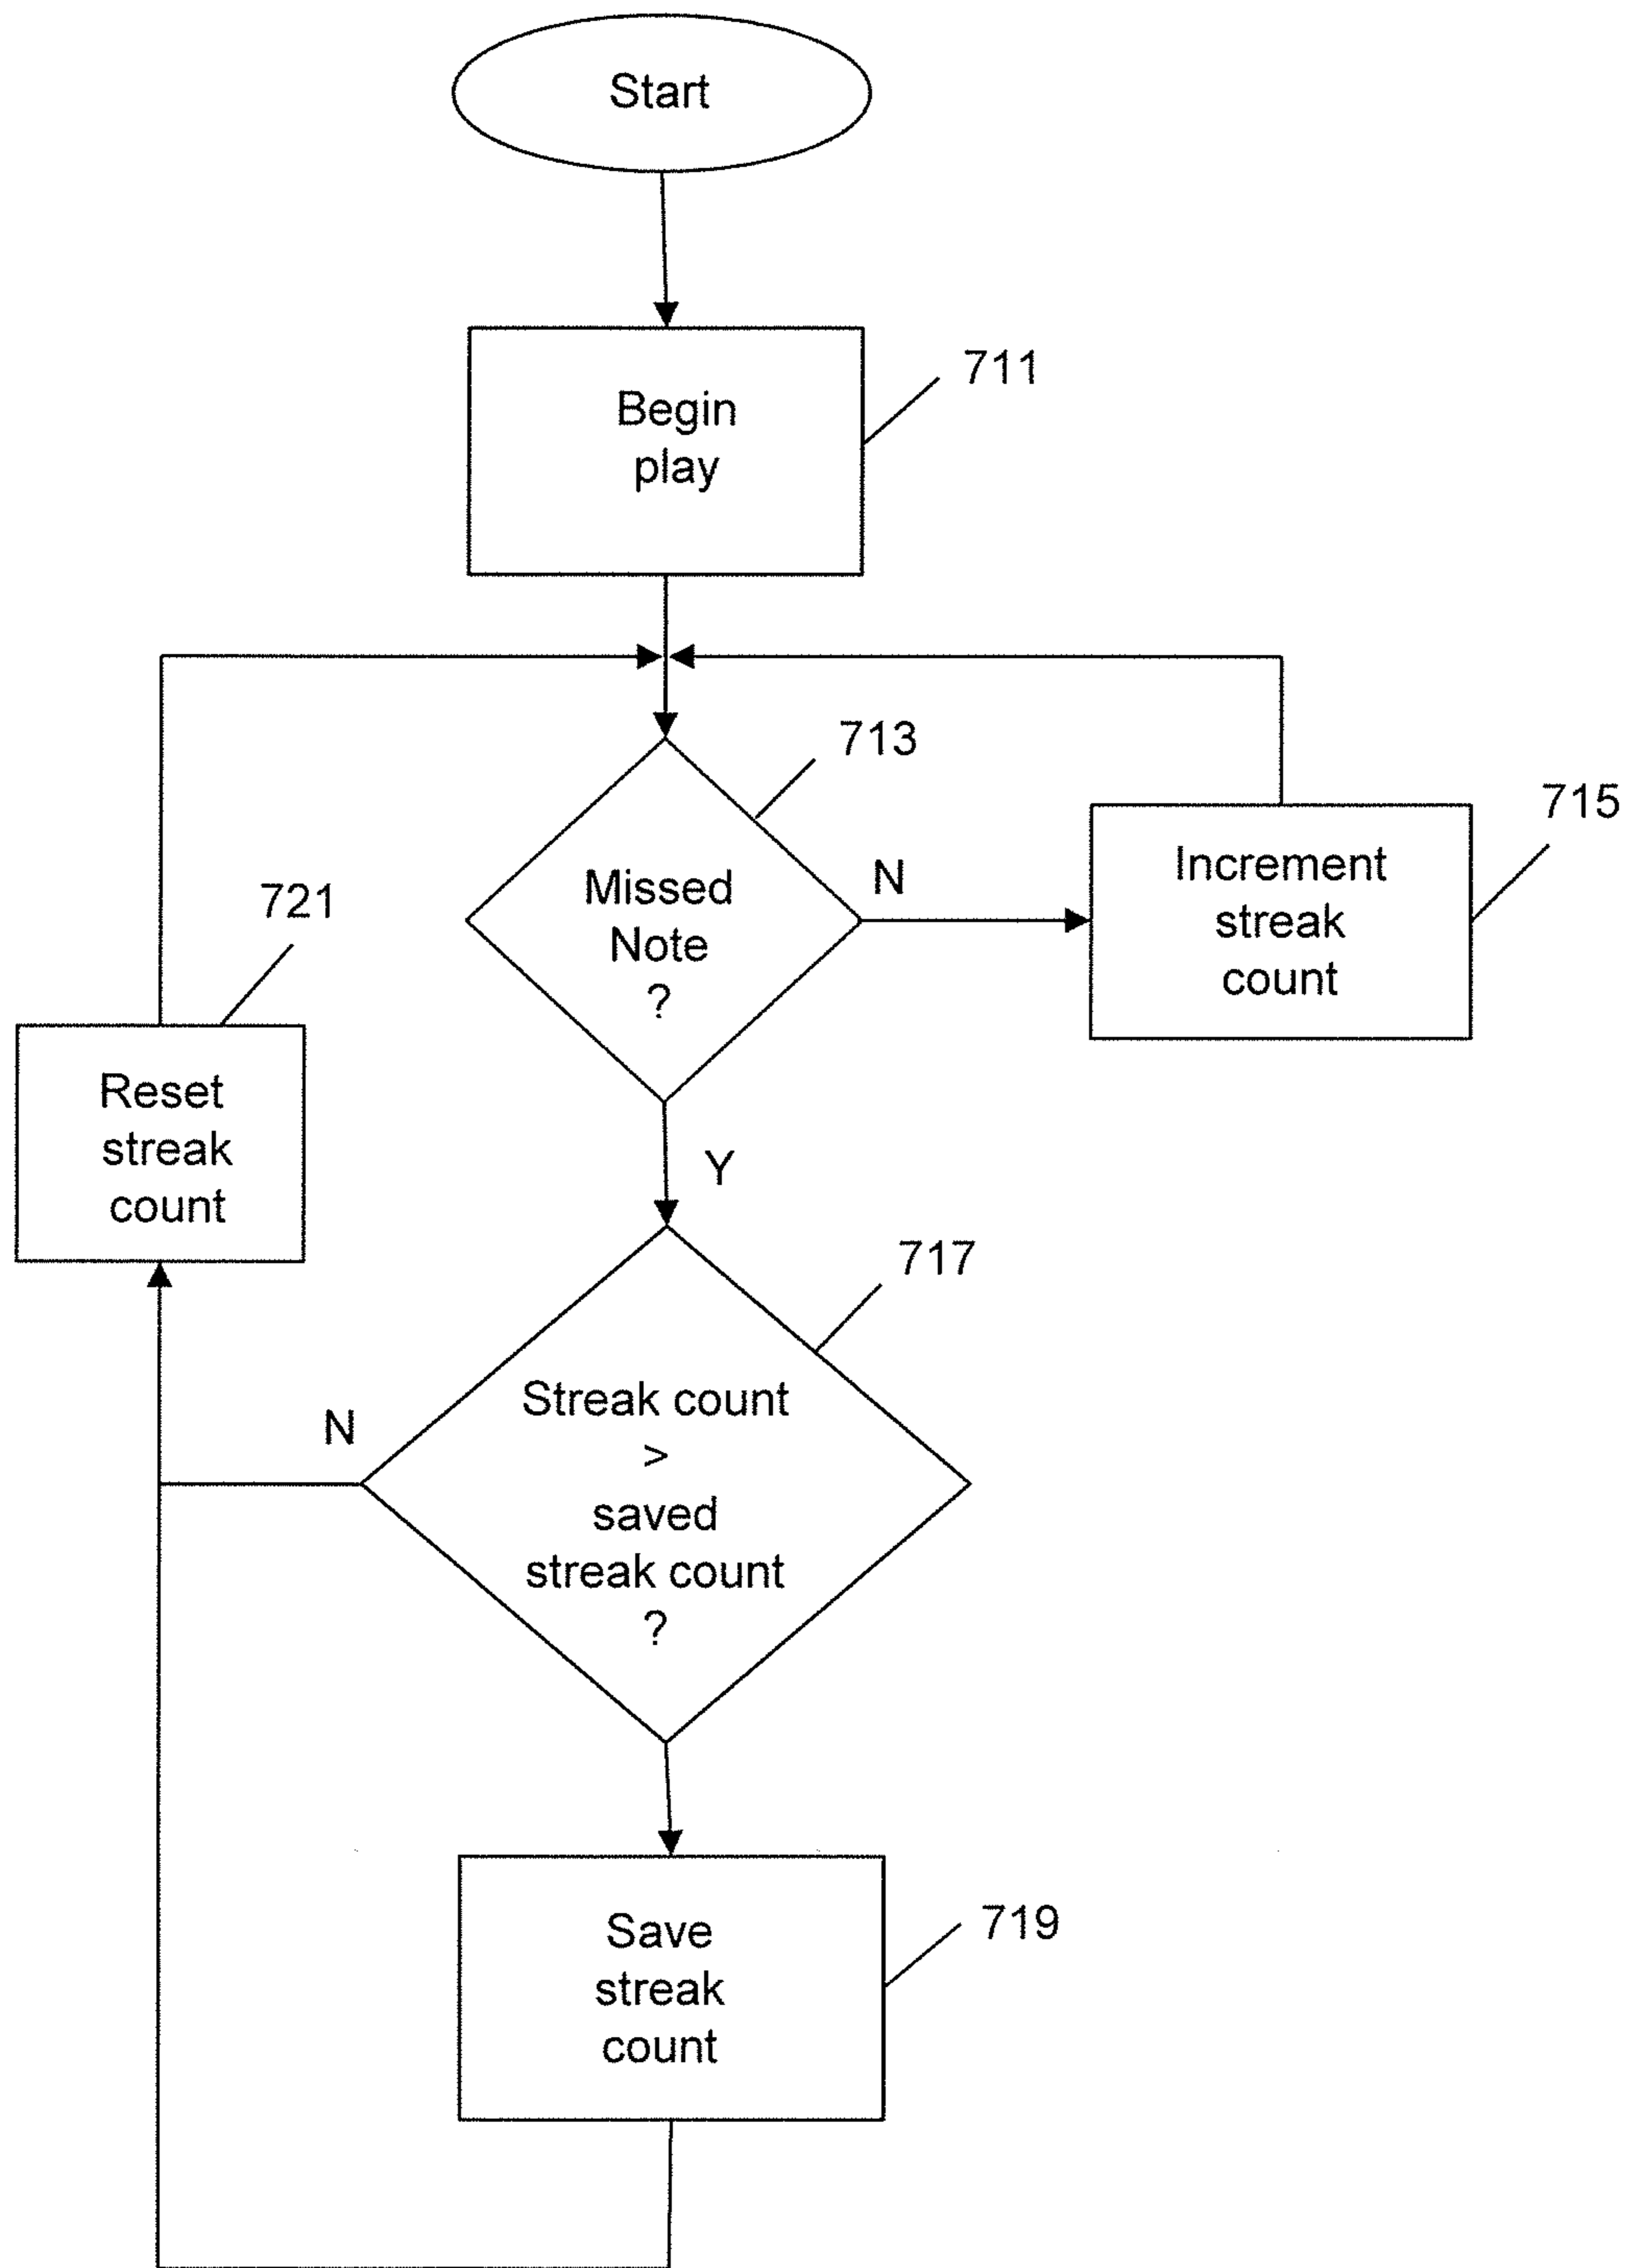 Start
Begin
play
711
713
Missed
Note
?
N
Increment
streak
count
715
721
Reset
streak
count
Y
717
Streak count
>
saved
streak count
?
N
Save
streak
count
719